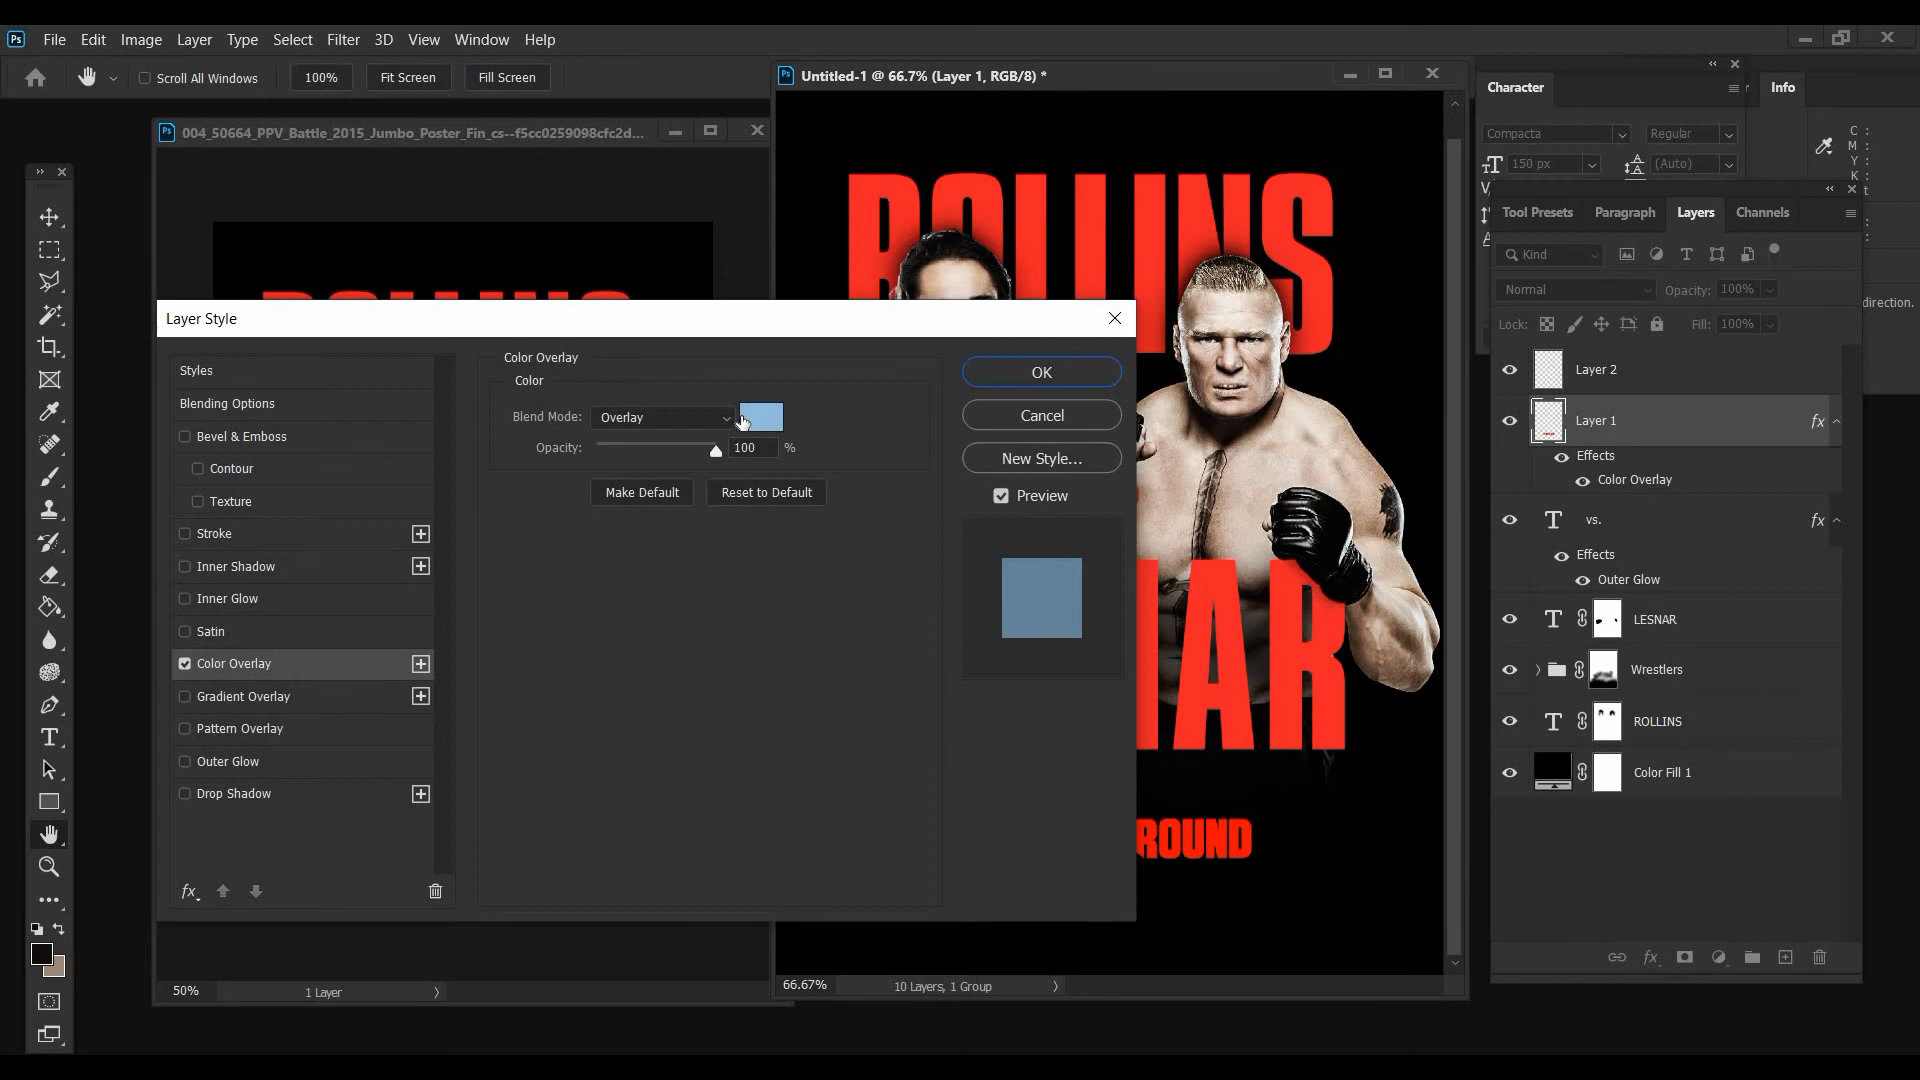 Ps File Edit Image Layer Type Select Filter 3D View Window Help
Scroll All Windows 100% Fit Screen Fill Screen
Ps Untitled-1 @ 66.7% (Layer 1, RGB/8) *
Ps 004_50664_PPV_Battle_2015_Jumbo_Poster_Fin_cs--f5cc0259098cfc2d...
ROLLINS
ROUND
66.67% 10 Layers, 1 Group
50% 1 Layer
Layer Style
Styles
Blending Options
Bevel & Emboss
Contour
Texture
Stroke
Inner Shadow
Inner Glow
Satin
Color Overlay
Gradient Overlay
Pattern Overlay
Outer Glow
Drop Shadow
fx
Color Overlay
Color
Blend Mode: Overlay
Opacity: 100 %
Make Default Reset to Default
OK
Cancel
New Style...
Preview
Character Info
Compacta Regular
150 px (Auto)
C :
M :
Y :
K :
direction.
Tool Presets Paragraph Layers Channels
Kind
Normal Opacity: 100%
Lock: Fill: 100%
Layer 2
Layer 1 fx
Effects
Color Overlay
vs. fx
Effects
Outer Glow
LESNAR
Wrestlers
ROLLINS
Color Fill 1
fx